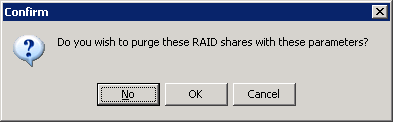 Confirm
Do you wish to purge these RAID shares with these parameters?
No OK Cancel